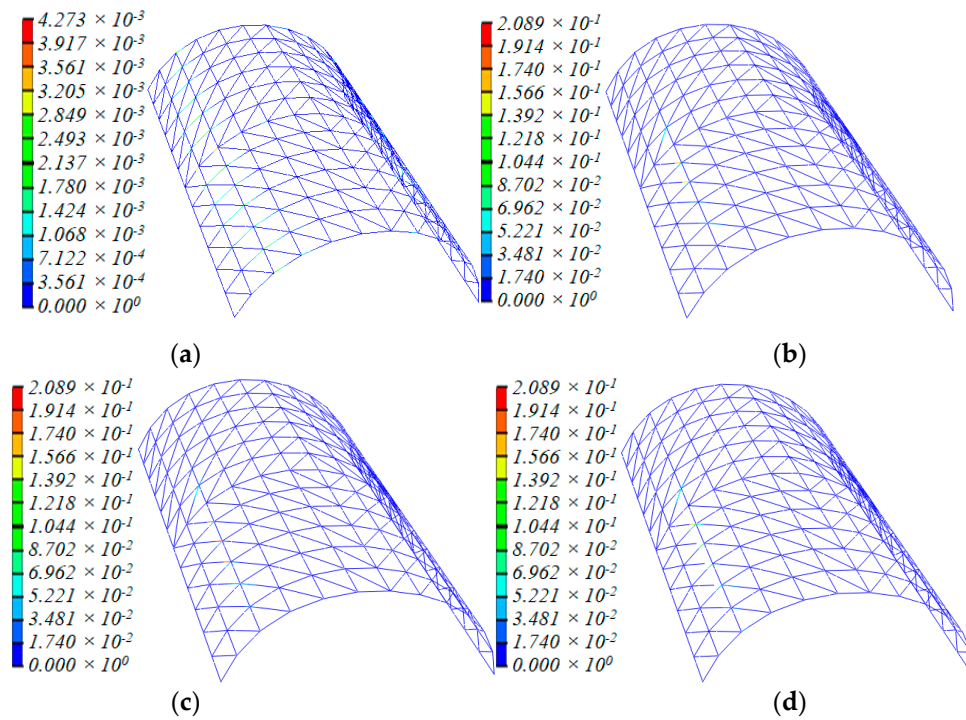 4.273 × 10⁻³
3.917 × 10⁻³
3.561 × 10⁻³
3.205 × 10⁻³
2.849 × 10⁻³
2.493 × 10⁻³
2.137 × 10⁻³
1.780 × 10⁻³
1.424 × 10⁻³
1.068 × 10⁻³
7.122 × 10⁻⁴
3.561 × 10⁻⁴
0.000 × 10⁰
(a)
2.089 × 10⁻¹
1.914 × 10⁻¹
1.740 × 10⁻¹
1.566 × 10⁻¹
1.392 × 10⁻¹
1.218 × 10⁻¹
1.044 × 10⁻¹
8.702 × 10⁻²
6.962 × 10⁻²
5.221 × 10⁻²
3.481 × 10⁻²
1.740 × 10⁻²
0.000 × 10⁰
(b)
2.089 × 10⁻¹
1.914 × 10⁻¹
1.740 × 10⁻¹
1.566 × 10⁻¹
1.392 × 10⁻¹
1.218 × 10⁻¹
1.044 × 10⁻¹
8.702 × 10⁻²
6.962 × 10⁻²
5.221 × 10⁻²
3.481 × 10⁻²
1.740 × 10⁻²
0.000 × 10⁰
(c)
2.089 × 10⁻¹
1.914 × 10⁻¹
1.740 × 10⁻¹
1.566 × 10⁻¹
1.392 × 10⁻¹
1.218 × 10⁻¹
1.044 × 10⁻¹
8.702 × 10⁻²
6.962 × 10⁻²
5.221 × 10⁻²
3.481 × 10⁻²
1.740 × 10⁻²
0.000 × 10⁰
(d)